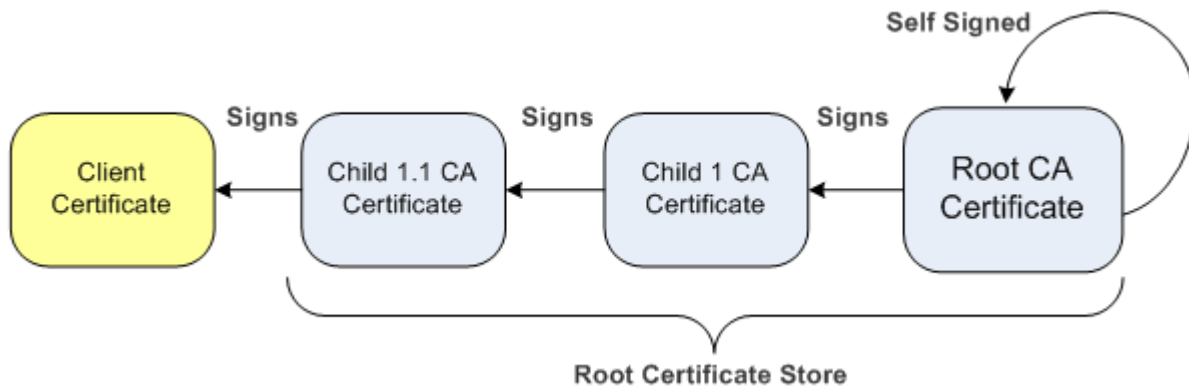 Self Signed
Signs
Signs
Signs
Client
Certificate
Child 1.1 CA
Certificate
Child 1 CA
Certificate
Root CA
Certificate
Root Certificate Store